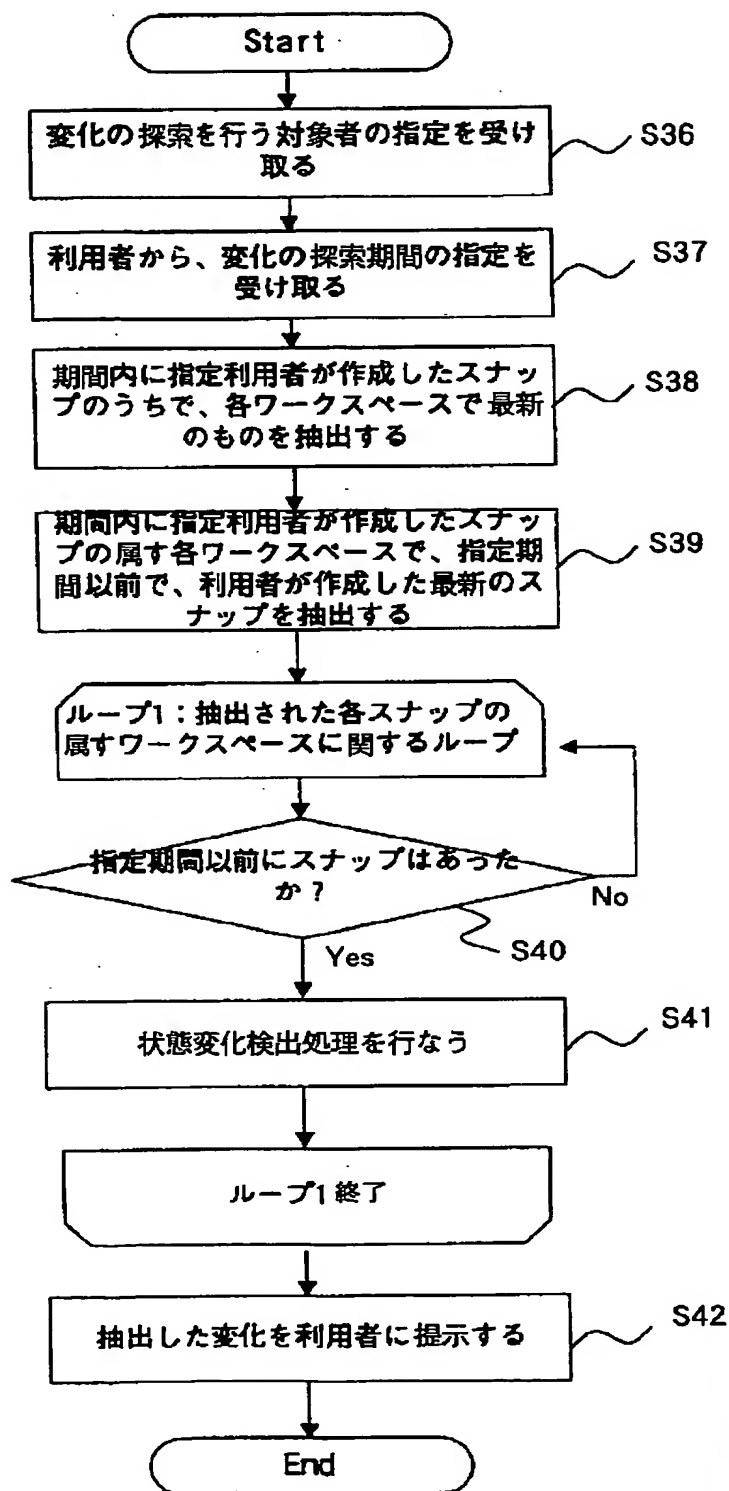 Start
変化の探索を行う対象者の指定を受け
取る
S36
利用者から、変化の探索期間の指定を
受け取る
S37
期間内に指定利用者が作成したスナッ
プのうちで、各ワークスペースで最新
のものを抽出する
S38
期間内に指定利用者が作成したスナッ
プの属す各ワークスペースで、指定期
間以前で、利用者が作成した最新のス
ナップを抽出する
S39
ループ1：抽出された各スナップの
属すワークスペースに関するループ
指定期間以前にスナップはあった
か？
No
S40
Yes
状態変化検出処理を行なう
S41
ループ1終了
抽出した変化を利用者に提示する
S42
End